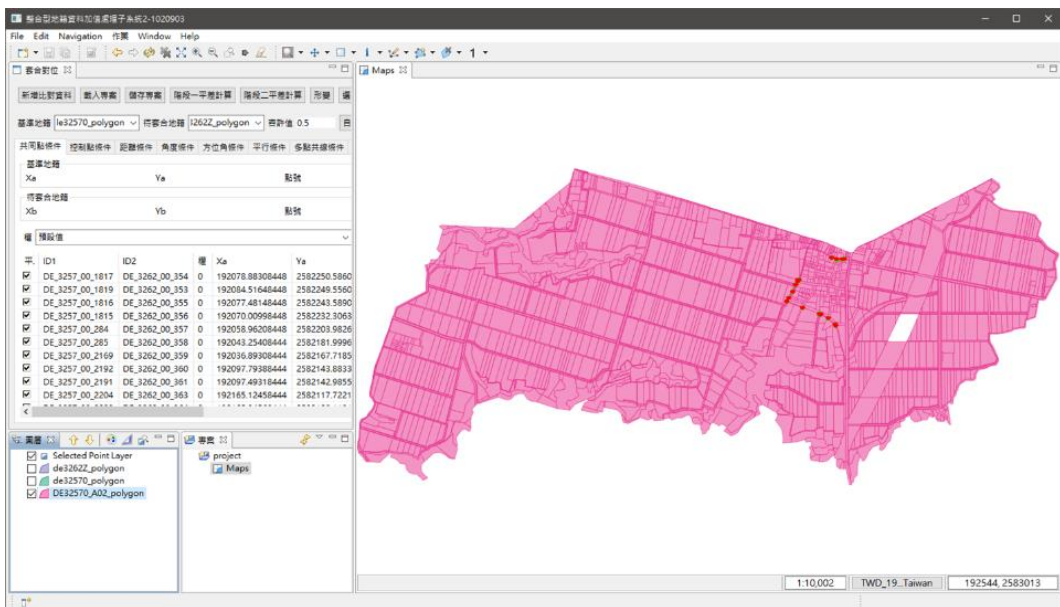 整合型地籍資料加值處理子系統2-1020903
File Edit Navigation 作業 Window Help
1
套合對位
新增比對資料 載入專案 儲存專案 階段一平差計算 階段二平差計算 形變
基準地籍 le32570_polygon 待套合地籍 I262Z_polygon 容許值 0.5
共同點條件 控制點條件 距離條件 角度條件 方位角條件 平行條件 多點共線條件
基準地籍
Xa Ya 點號
待套合地籍
Xb Yb 點號
權 預設值
平. ID1 ID2 權 Xa Ya
DE_3257_00_1817 DE_3262_00_354 0 192078.88308448 2582250.5860
DE_3257_00_1819 DE_3262_00_353 0 192084.51648448 2582249.5560
DE_3257_00_1816 DE_3262_00_355 0 192077.48148448 2582243.5890
DE_3257_00_1815 DE_3262_00_356 0 192070.00998448 2582232.3063
DE_3257_00_284 DE_3262_00_357 0 192058.96208448 2582203.9826
DE_3257_00_285 DE_3262_00_358 0 192043.25408444 2582181.9996
DE_3257_00_2169 DE_3262_00_359 0 192036.89308444 2582167.7185
DE_3257_00_2192 DE_3262_00_360 0 192097.79388444 2582143.8833
DE_3257_00_2191 DE_3262_00_361 0 192097.49318444 2582142.9855
DE_3257_00_2204 DE_3262_00_363 0 192165.12458444 2582117.7221
圖層
Selected Point Layer
de3262Z_polygon
de32570_polygon
DE32570_A02_polygon
專案
project
Maps
Maps
1:10,002 TWD_19...Taiwan 192544, 2583013